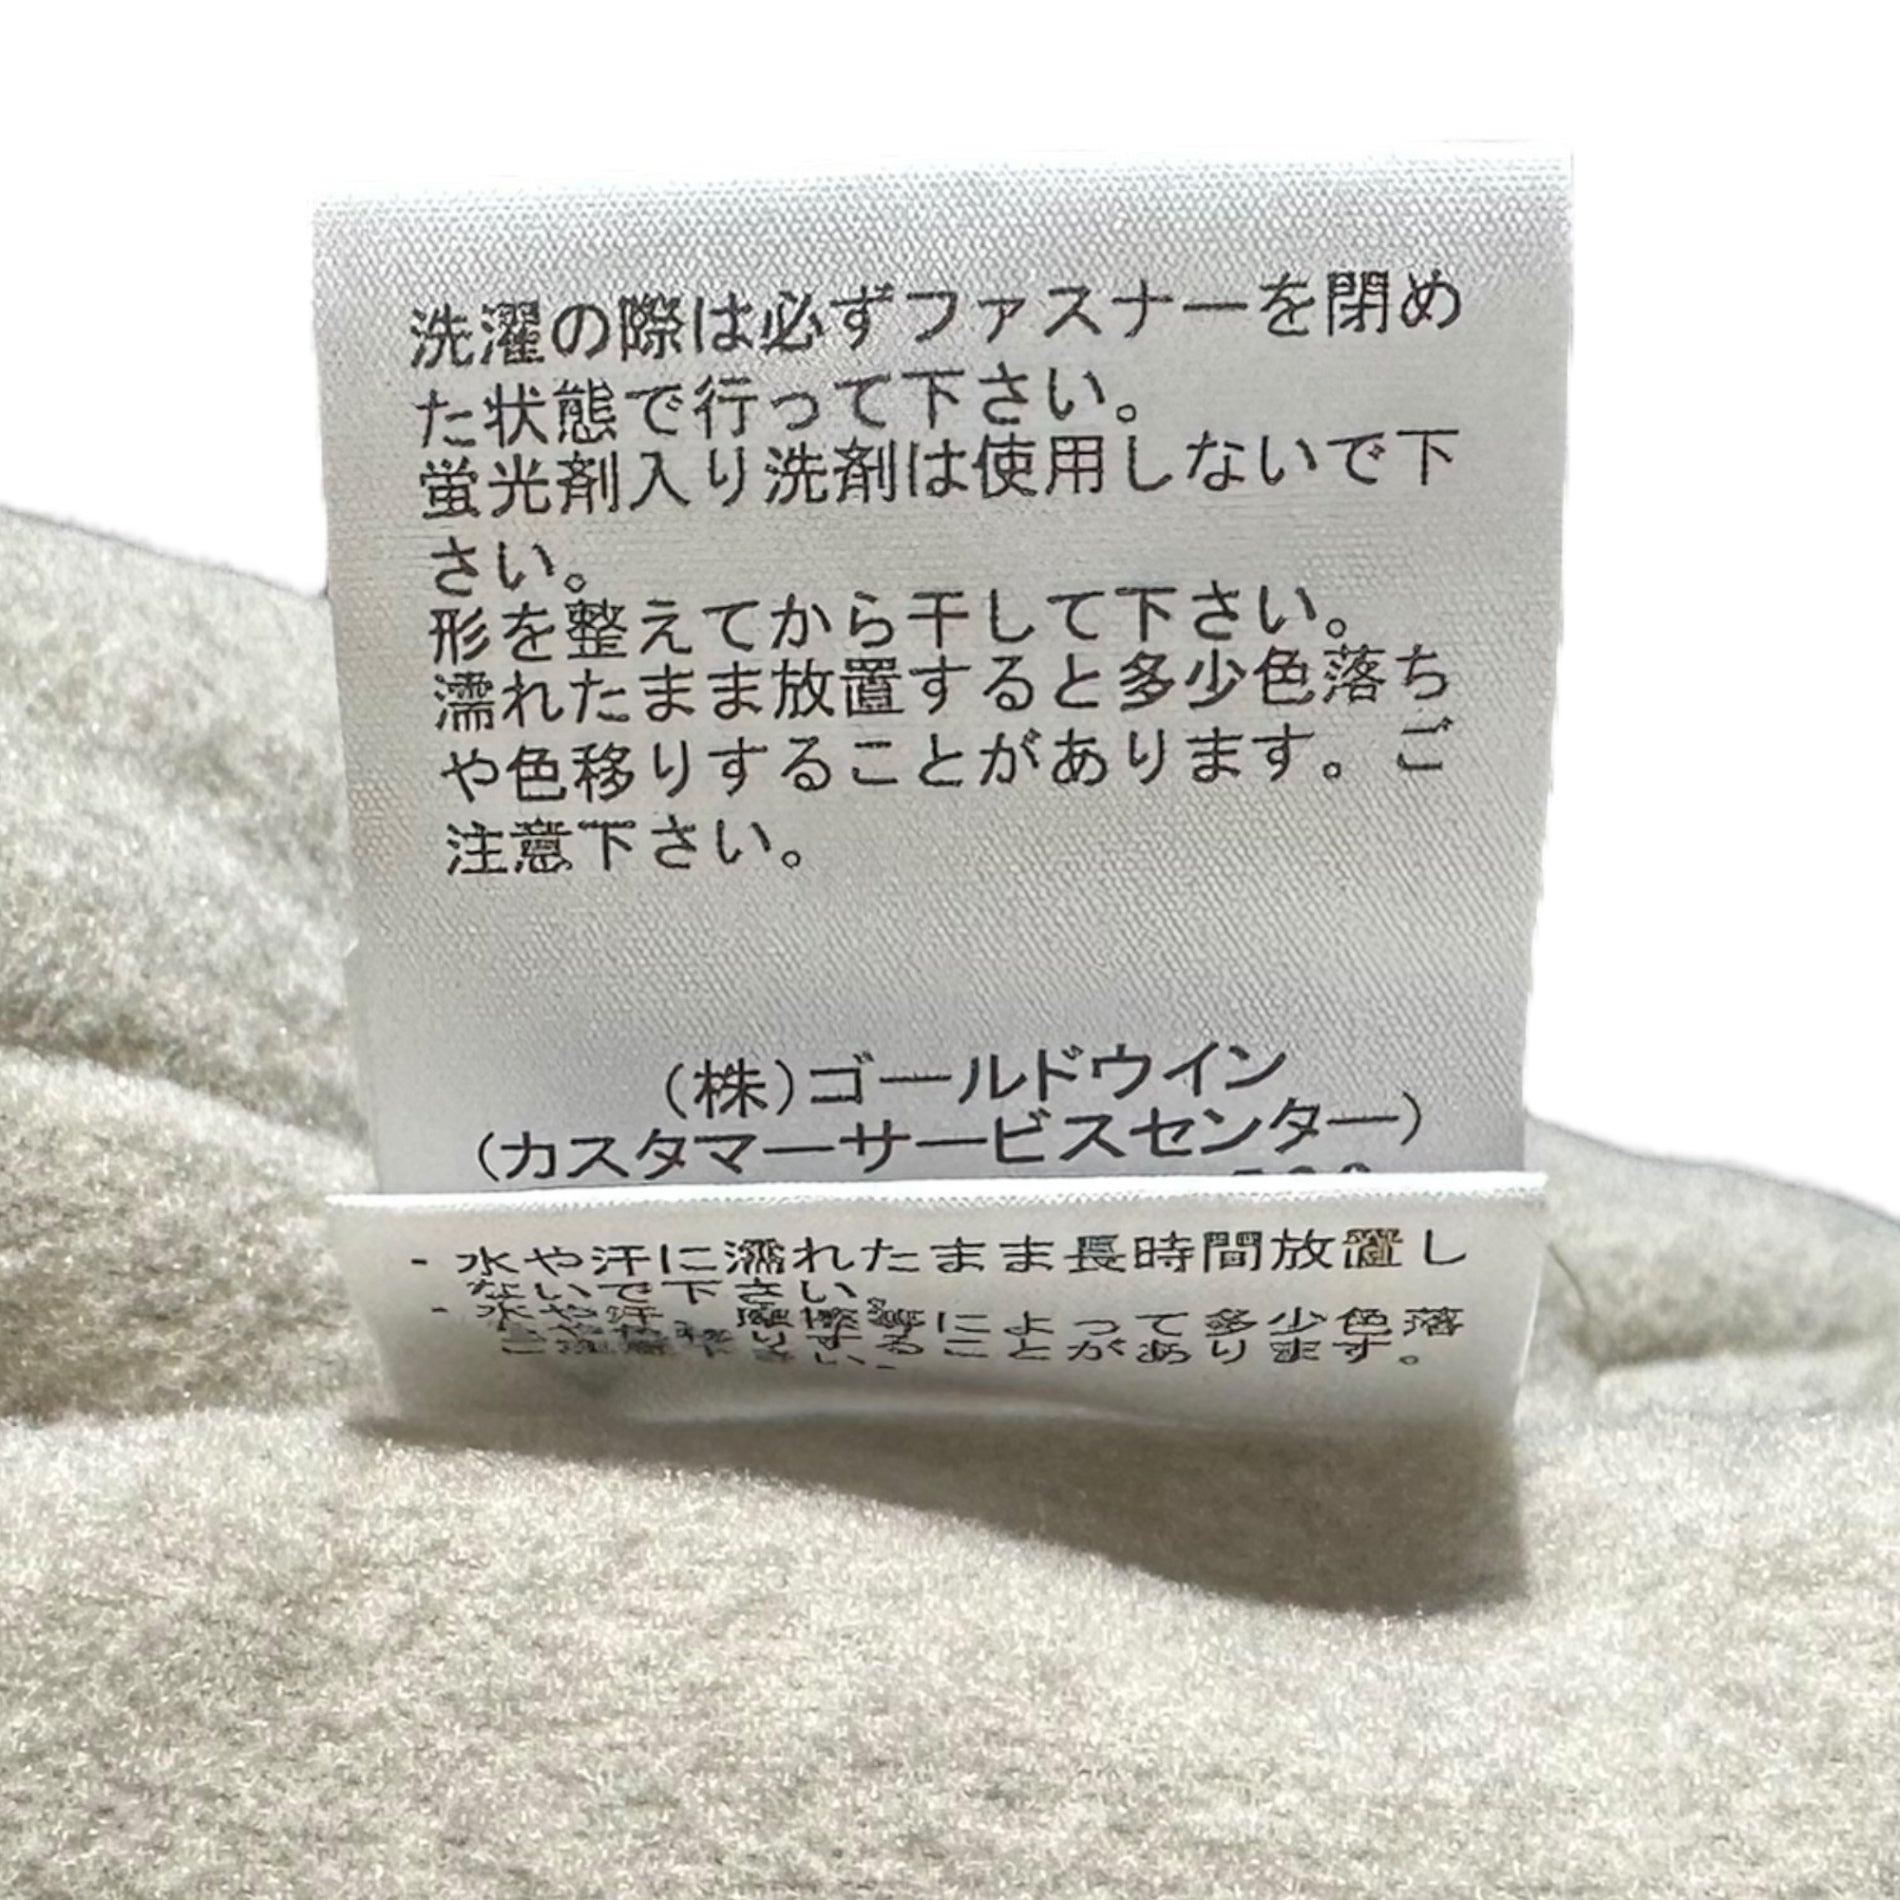 洗濯の際は必ずファスナーを閉め
た状態で行って下さい。
蛍光剤入り洗剤は使用しないで下
さい。
形を整えてから干して下さい。
濡れたまま放置すると多少色落ち
や色移りすることがあります。ご
注意下さい。
(株)ゴールドウイン
(カスタマーサービスセンター)
- 水や汗に濡れたまま長時間放置し
ないで下さい
- 水や汗、 によって多少色落
ことがあります。